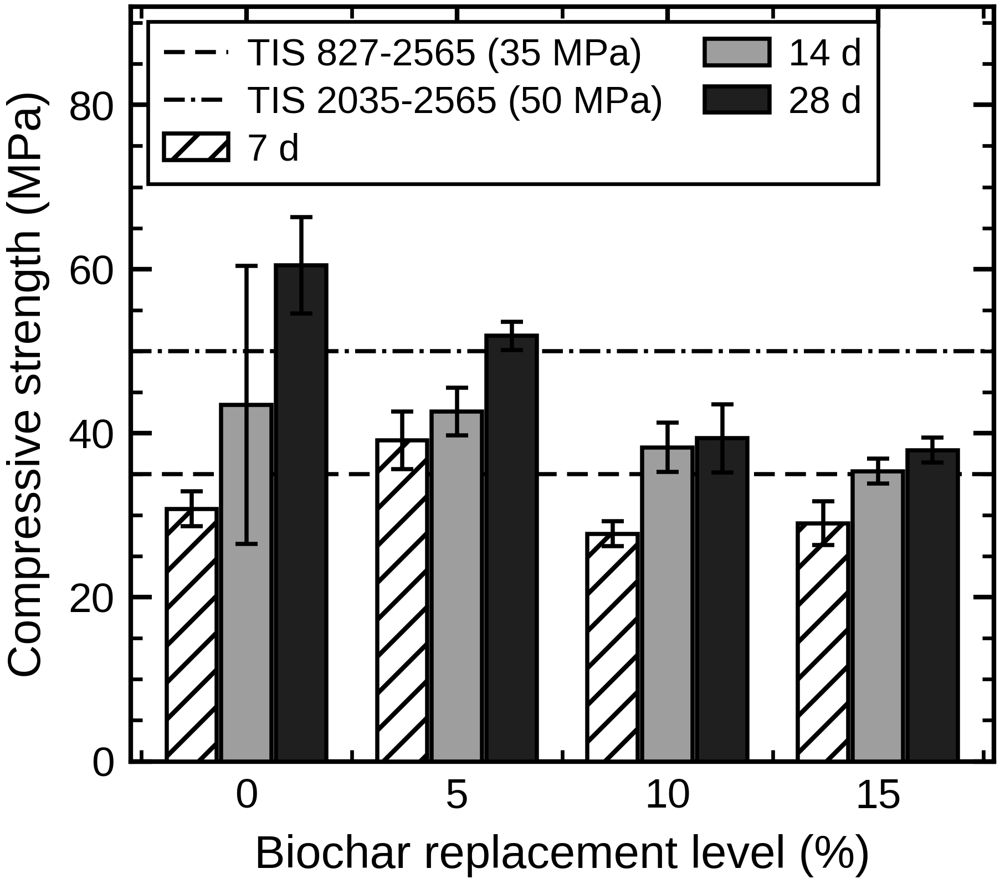 TIS 827-2565 (35 MPa)
TIS 2035-2565 (50 MPa)
7 d
14 d
28 d
Compressive strength (MPa)
80
60
40
20
0
0 5 10 15
Biochar replacement level (%)